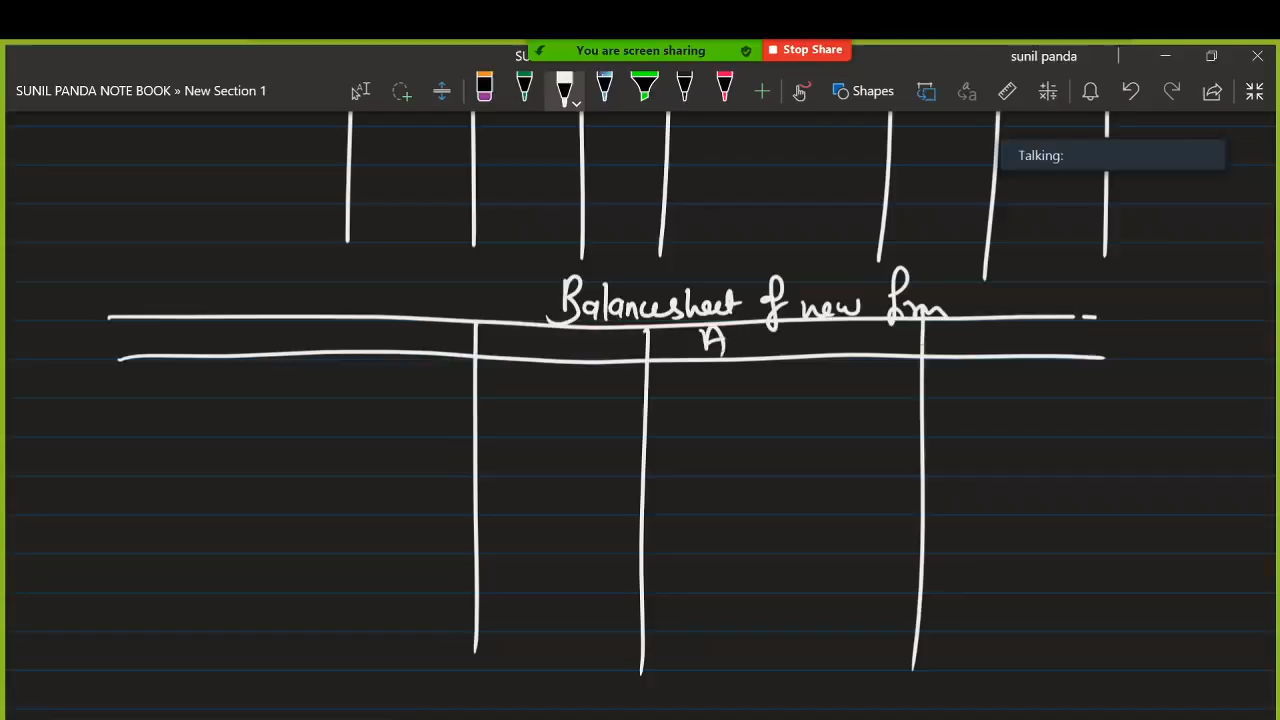 You are screen sharing
Stop Share
SU
sunil panda
SUNIL PANDA NOTE BOOK » New Section 1
Shapes
Talking:
Balancesheet of new firm
A